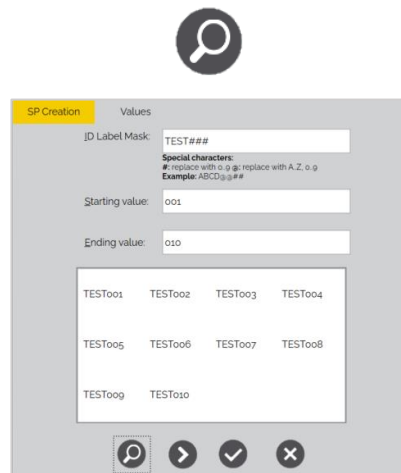 SP Creation Values
ID Label Mask: TEST###
Special characters:
#: replace with 0..9 @: replace with A..Z, 0..9
Example: ABCD@@##
Starting value: 001
Ending value: 010
TEST001 TEST002 TEST003 TEST004
TEST005 TEST006 TEST007 TEST008
TEST009 TEST010